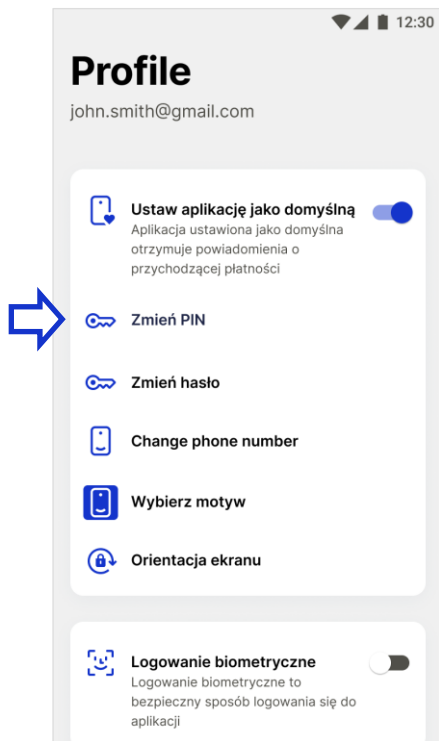 12:30
Profile
john.smith@gmail.com
Ustaw aplikację jako domyślną
Aplikacja ustawiona jako domyślna
otrzymuje powiadomienia o
przychodzącej płatności
Zmień PIN
Zmień hasło
Change phone number
Wybierz motyw
Orientacja ekranu
Logowanie biometryczne
Logowanie biometryczne to
bezpieczny sposób logowania się do
aplikacji